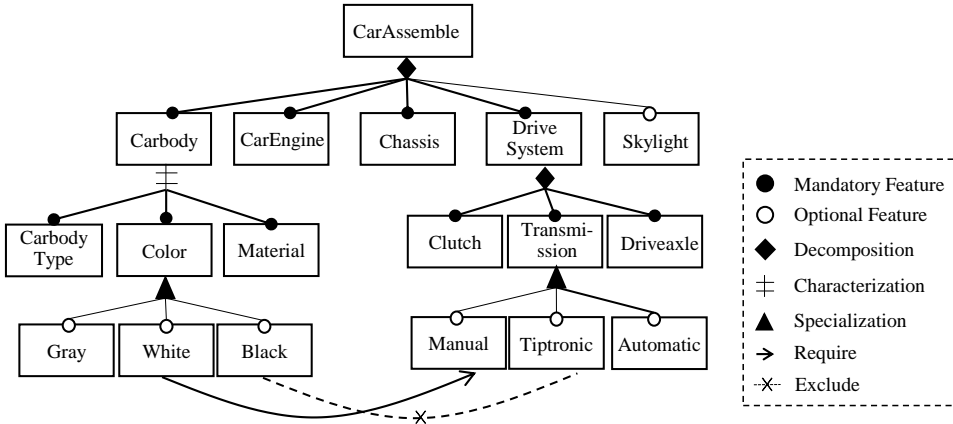 CarAssemble
Carbody
CarEngine
Chassis
Drive
System
Skylight
Carbody
Type
Color
Material
Clutch
Transmi-
ssion
Driveaxle
Gray
White
Black
Manual
Tiptronic
Automatic
Mandatory Feature
Optional Feature
Decomposition
Characterization
Specialization
Require
Exclude